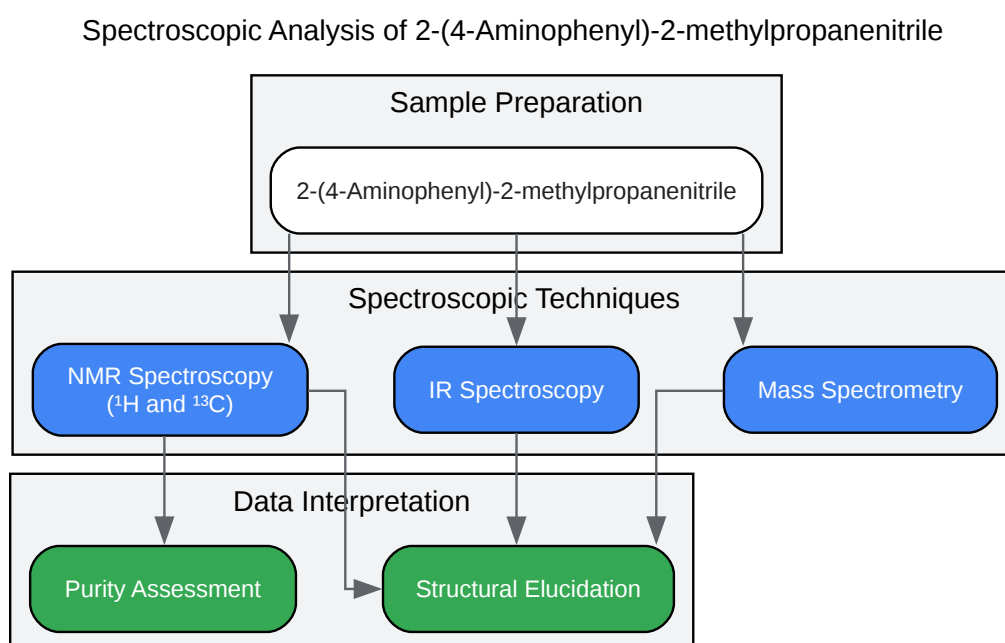 Spectroscopic Analysis of 2-(4-Aminophenyl)-2-methylpropanenitrile
Sample Preparation
2-(4-Aminophenyl)-2-methylpropanenitrile
Spectroscopic Techniques
NMR Spectroscopy
(¹H and ¹³C)
IR Spectroscopy
Mass Spectrometry
Data Interpretation
Purity Assessment
Structural Elucidation